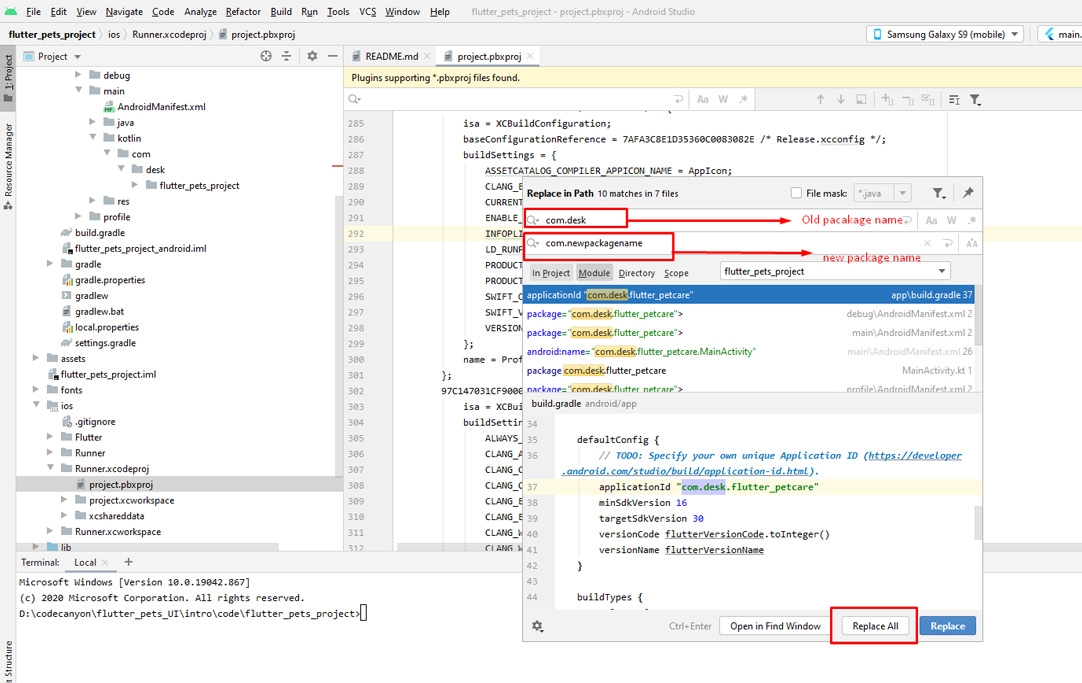 File Edit View Navigate Code Analyze Refactor Build Run Tools VCS Window Help flutter_pets_project - project.pbxproj - Android Studio
flutter_pets_project ios Runner.xcodeproj project.pbxproj Samsung Galaxy S9 (mobile) main.
1: Project
Resource Manager
Structure
Project
debug
main
AndroidManifest.xml
java
kotlin
com
desk
flutter_pets_project
res
profile
build.gradle
flutter_pets_project_android.iml
gradle
gradle.properties
gradlew
gradlew.bat
local.properties
settings.gradle
assets
flutter_pets_project.iml
fonts
ios
.gitignore
Flutter
Runner
Runner.xcodeproj
project.pbxproj
project.xcworkspace
xcshareddata
Runner.xcworkspace
lib
README.md project.pbxproj
Plugins supporting *.pbxproj files found.
Aa W .*
285 isa = XCBuildConfiguration;
286 baseConfigurationReference = 7AFA3C8E1D35360C0083082E /* Release.xcconfig */;
287 buildSettings = {
288 ASSETCATALOG_COMPILER_APPICON_NAME = AppIcon;
289 CLANG_E
290 CURRENT
291 ENABLE_
292 INFOPLI
293 LD_RUNP
294 PRODUCT
295 PRODUCT
296 SWIFT_C
297 SWIFT_V
298 VERSION
299 };
300 name = Prof
301 };
302 97C147031CF9000
303 isa = XCBui
304 buildSettin
305 ALWAYS_
306 CLANG_A
307 CLANG_C
308 CLANG_C
309 CLANG_E
310 CLANG_E
311 CLANG_W
312 CLANG_W
Replace in Path 10 matches in 7 files File mask: *.java
com.desk Old pacakage name Aa W .*
com.newpackagename
new package name
In Project Module Directory Scope flutter_pets_project
applicationId "com.desk.flutter_petcare" app\build.gradle 37
package="com.desk.flutter_petcare"> debug\AndroidManifest.xml 2
package="com.desk.flutter_petcare"> main\AndroidManifest.xml 2
android:name="com.desk.flutter_petcare.MainActivity" main\AndroidManifest.xml 26
package com.desk.flutter_petcare MainActivity.kt 1
package="com.desk.flutter_petcare"> profile\AndroidManifest.xml 2
build.gradle android/app
34
35 defaultConfig {
36 // TODO: Specify your own unique Application ID (https://developer
.android.com/studio/build/application-id.html).
37 applicationId "com.desk.flutter_petcare"
38 minSdkVersion 16
39 targetSdkVersion 30
40 versionCode flutterVersionCode.toInteger()
41 versionName flutterVersionName
42 }
43
44 buildTypes {
Ctrl+Enter Open in Find Window Replace All Replace
Terminal: Local
Microsoft Windows [Version 10.0.19042.867]
(c) 2020 Microsoft Corporation. All rights reserved.
D:\codecanyon\flutter_pets_UI\intro\code\flutter_pets_project>